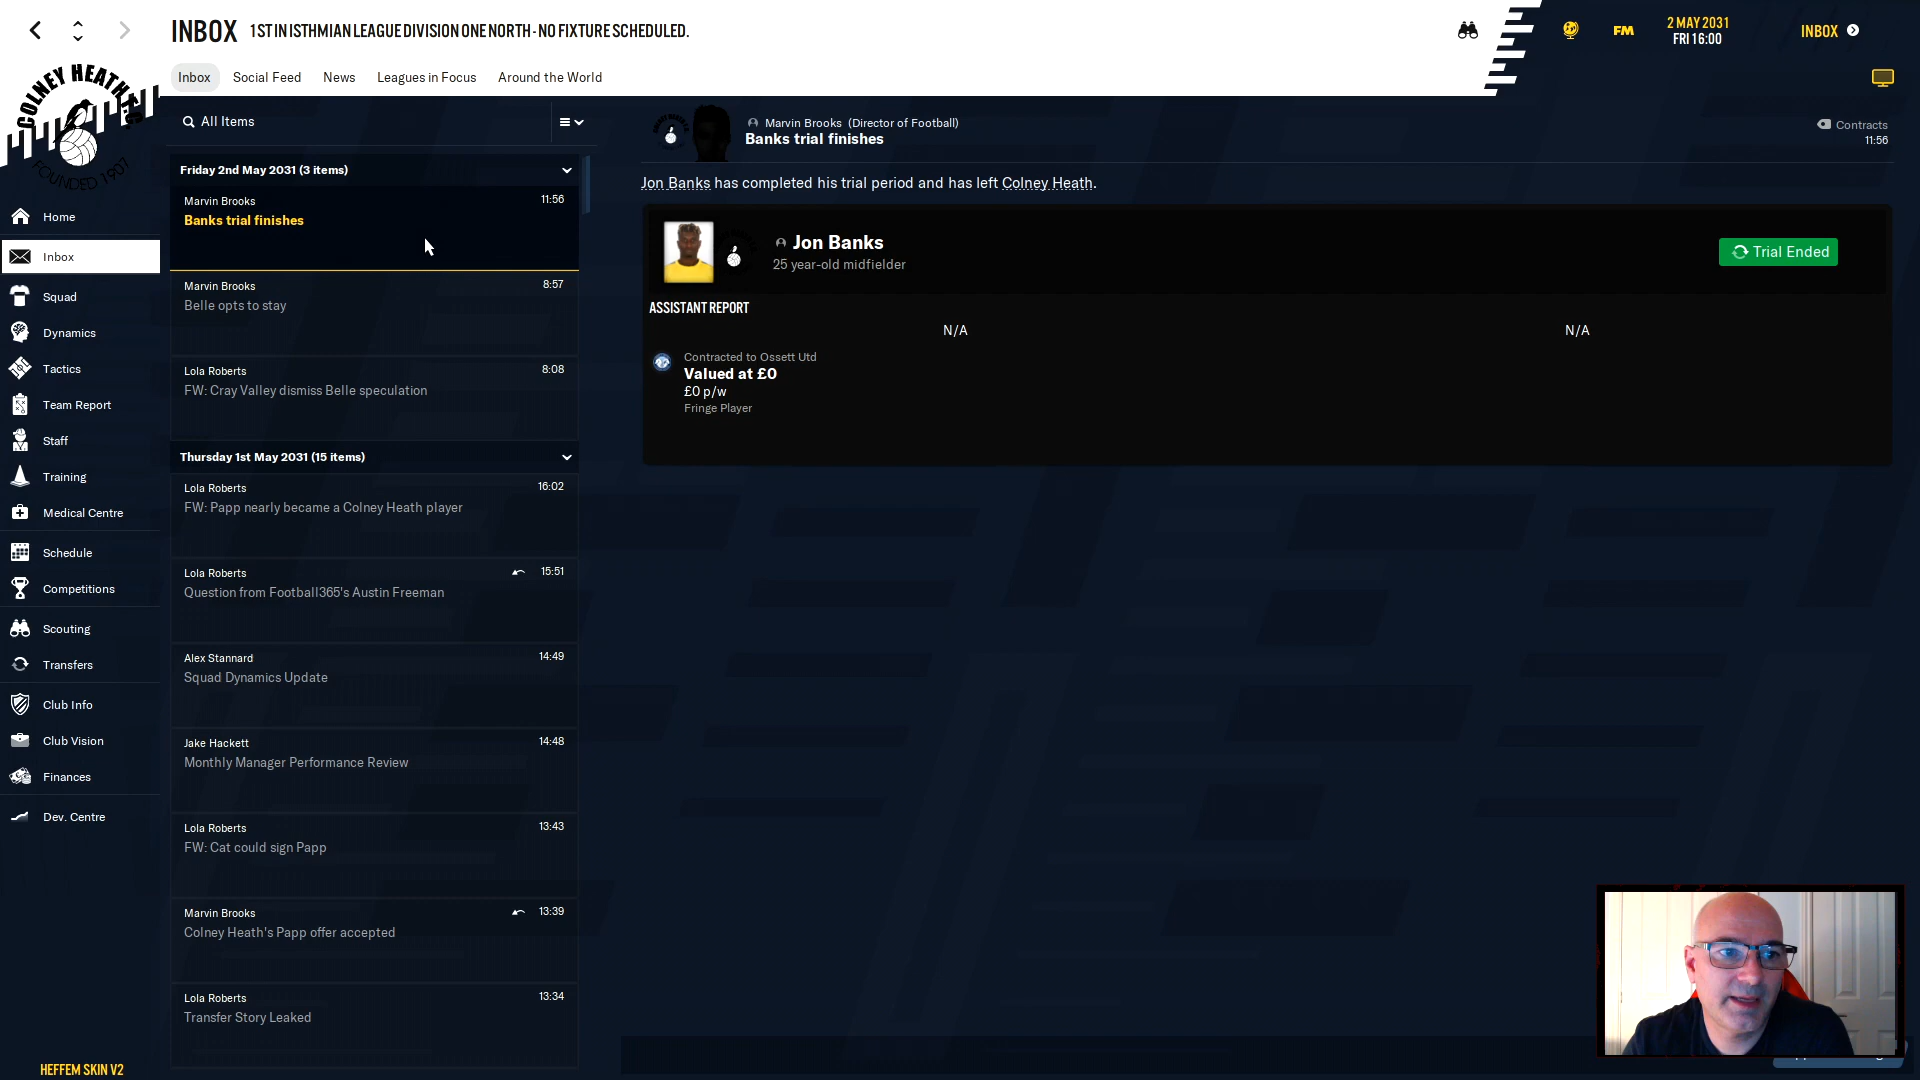 INBOX 1ST IN ISTHMIAN LEAGUE DIVISION ONE NORTH - NO FIXTURE SCHEDULED.
FM
2 MAY 2031
FRI 16:00
INBOX
Inbox Social Feed News Leagues in Focus Around the World
COLNEY HEATH
FOUNDED 1907
Home
Inbox
Squad
Dynamics
Tactics
Team Report
Staff
Training
Medical Centre
Schedule
Competitions
Scouting
Transfers
Club Info
Club Vision
Finances
Dev. Centre
HEFFEM SKIN V2
All Items
Friday 2nd May 2031 (3 items)
Marvin Brooks 11:56
Banks trial finishes
Marvin Brooks 8:57
Belle opts to stay
Lola Roberts 8:08
FW: Cray Valley dismiss Belle speculation
Thursday 1st May 2031 (15 items)
Lola Roberts 16:02
FW: Papp nearly became a Colney Heath player
Lola Roberts 15:51
Question from Football365's Austin Freeman
Alex Stannard 14:49
Squad Dynamics Update
Jake Hackett 14:48
Monthly Manager Performance Review
Lola Roberts 13:43
FW: Cat could sign Papp
Marvin Brooks 13:39
Colney Heath's Papp offer accepted
Lola Roberts 13:34
Transfer Story Leaked
Marvin Brooks (Director of Football)
Banks trial finishes
Contracts
11:56
Jon Banks has completed his trial period and has left Colney Heath.
Jon Banks
25 year-old midfielder
Trial Ended
ASSISTANT REPORT
N/A N/A
Contracted to Ossett Utd
Valued at £0
£0 p/w
Fringe Player